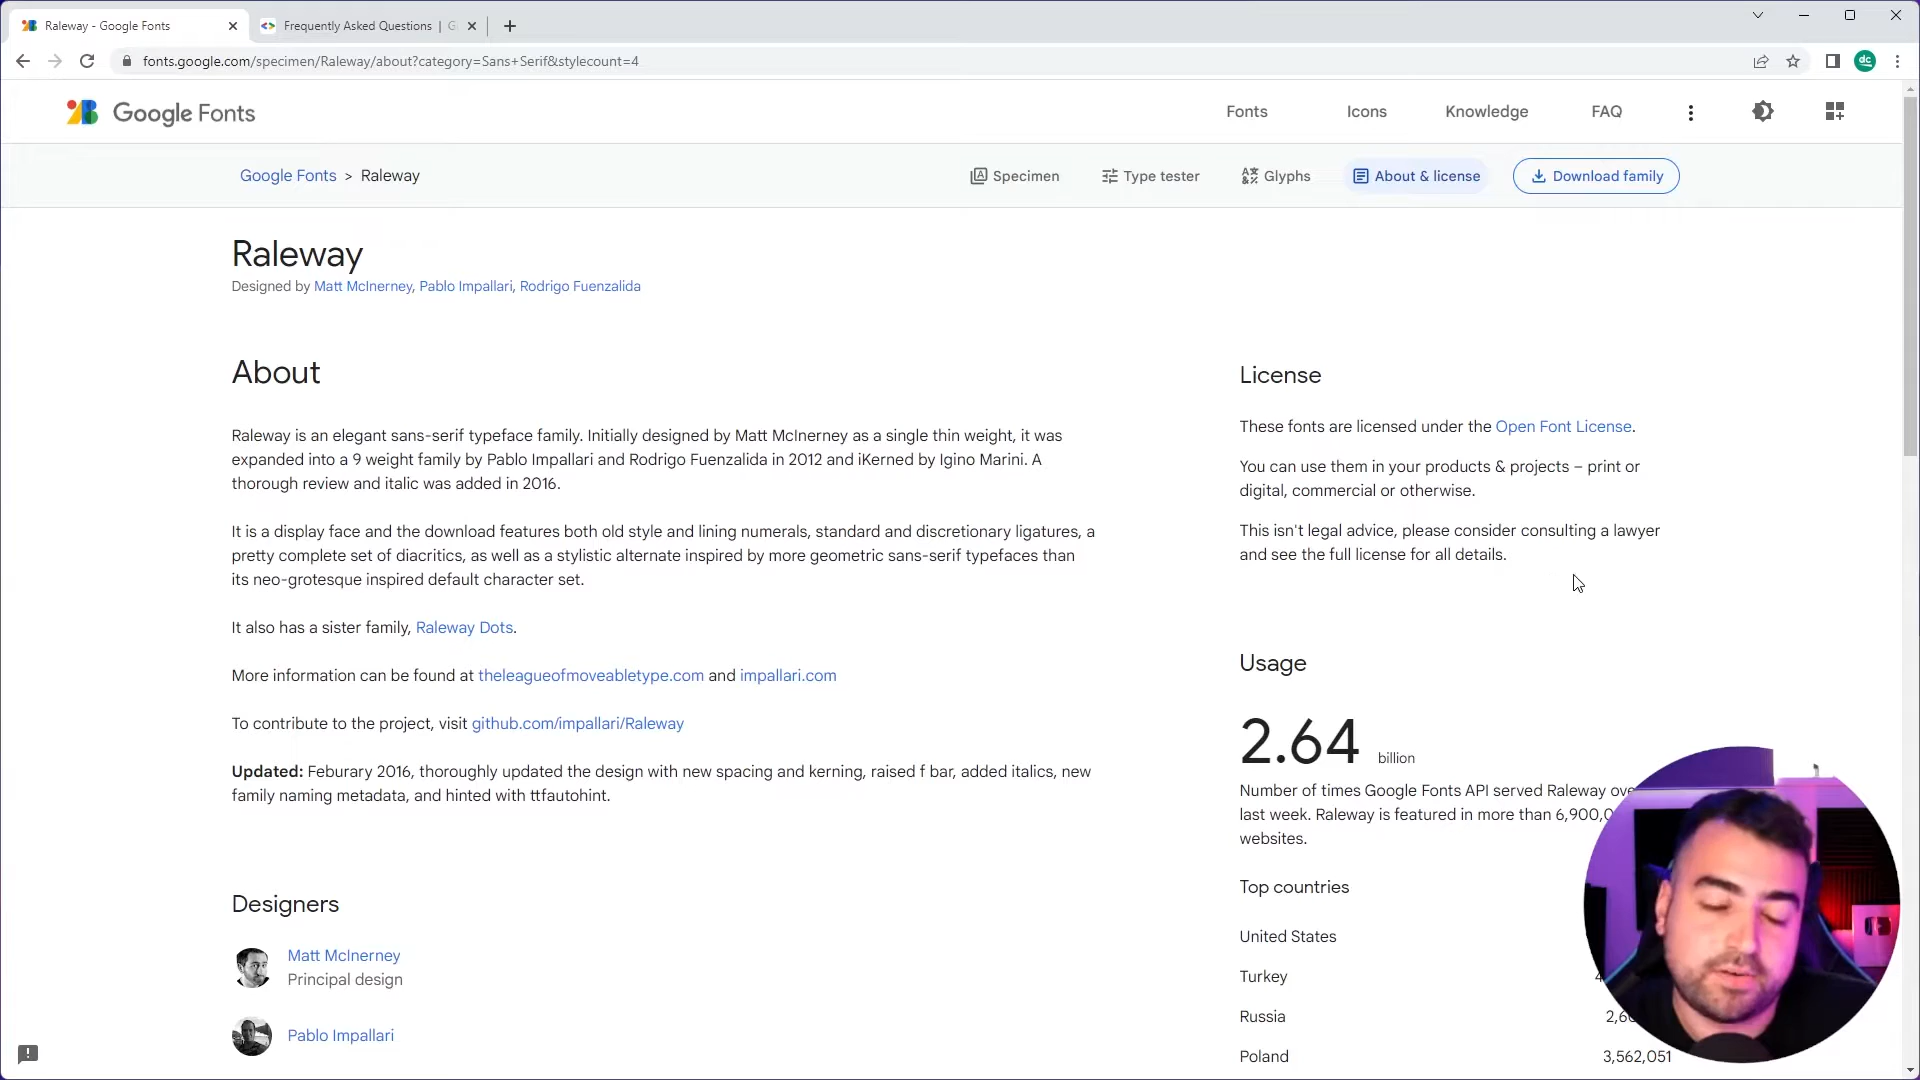 Raleway - Google Fonts
Frequently Asked Questions | G
fonts.google.com/specimen/Raleway/about?category=Sans+Serif&stylecount=4
dc
Google Fonts
Fonts
Icons
Knowledge
FAQ
Google Fonts > Raleway
Specimen
Type tester
Glyphs
About & license
Download family
Raleway
Designed by Matt McInerney, Pablo Impallari, Rodrigo Fuenzalida
About
Raleway is an elegant sans-serif typeface family. Initially designed by Matt McInerney as a single thin weight, it was
expanded into a 9 weight family by Pablo Impallari and Rodrigo Fuenzalida in 2012 and iKerned by Igino Marini. A
thorough review and italic was added in 2016.
It is a display face and the download features both old style and lining numerals, standard and discretionary ligatures, a
pretty complete set of diacritics, as well as a stylistic alternate inspired by more geometric sans-serif typefaces than
its neo-grotesque inspired default character set.
It also has a sister family, Raleway Dots.
More information can be found at theleagueofmoveabletype.com and impallari.com
To contribute to the project, visit github.com/impallari/Raleway
Updated: Feburary 2016, thoroughly updated the design with new spacing and kerning, raised f bar, added italics, new
family naming metadata, and hinted with ttfautohint.
Designers
Matt McInerney
Principal design
Pablo Impallari
License
These fonts are licensed under the Open Font License.
You can use them in your products & projects – print or
digital, commercial or otherwise.
This isn't legal advice, please consider consulting a lawyer
and see the full license for all details.
Usage
2.64 billion
Number of times Google Fonts API served Raleway ove
last week. Raleway is featured in more than 6,900,0
websites.
Top countries
United States
Turkey 4
Russia 2,6
Poland 3,562,051